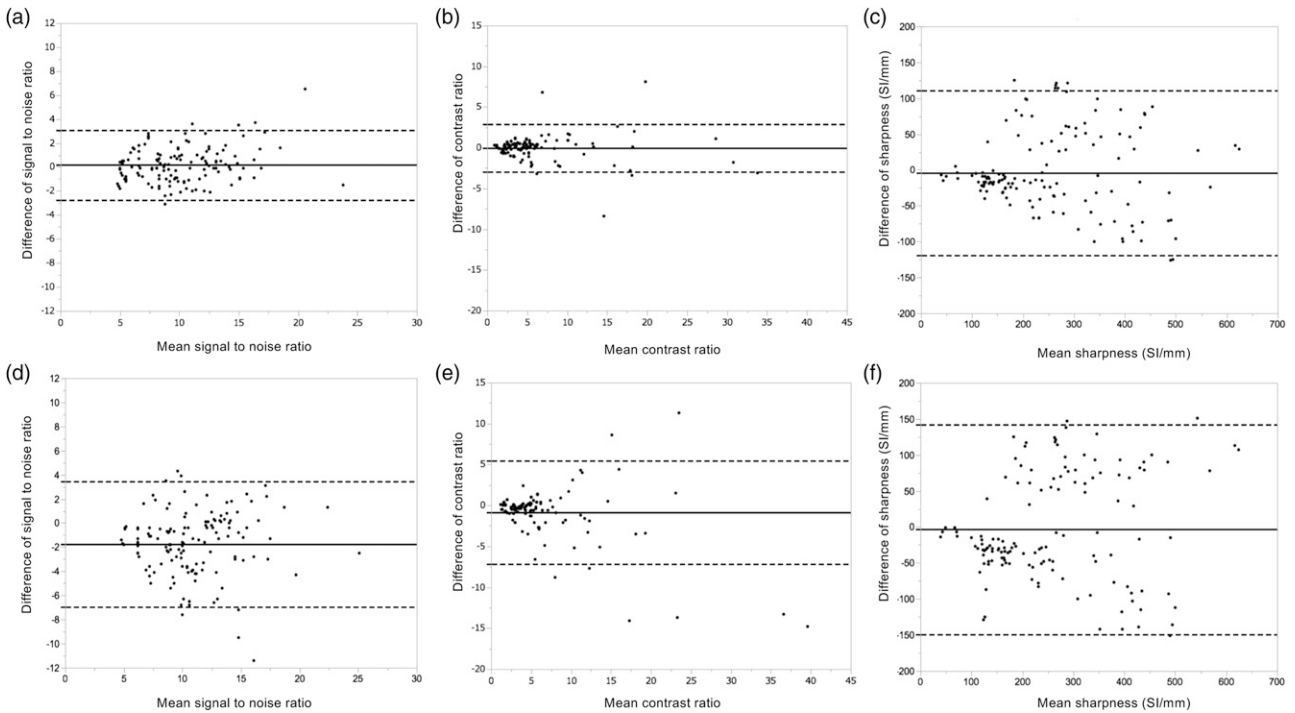 (a)
Difference of signal to noise ratio
12
10
8
6
4
2
0
-2
-4
-6
-8
-10
-12
0 5 10 15 20 25 30
Mean signal to noise ratio
(b)
Difference of contrast ratio
15
10
5
0
-5
-10
-15
-20
0 5 10 15 20 25 30 35 40 45
Mean contrast ratio
(c)
Difference of sharpness (SI/mm)
200
150
100
50
0
-50
-100
-150
-200
0 100 200 300 400 500 600 700
Mean sharpness (SI/mm)
(d)
Difference of signal to noise ratio
12
10
8
6
4
2
0
-2
-4
-6
-8
-10
-12
0 5 10 15 20 25 30
Mean signal to noise ratio
(e)
Difference of contrast ratio
15
10
5
0
-5
-10
-15
-20
0 5 10 15 20 25 30 35 40 45
Mean contrast ratio
(f)
Difference of sharpness (SI/mm)
200
150
100
50
0
-50
-100
-150
-200
0 100 200 300 400 500 600 700
Mean sharpness (SI/mm)